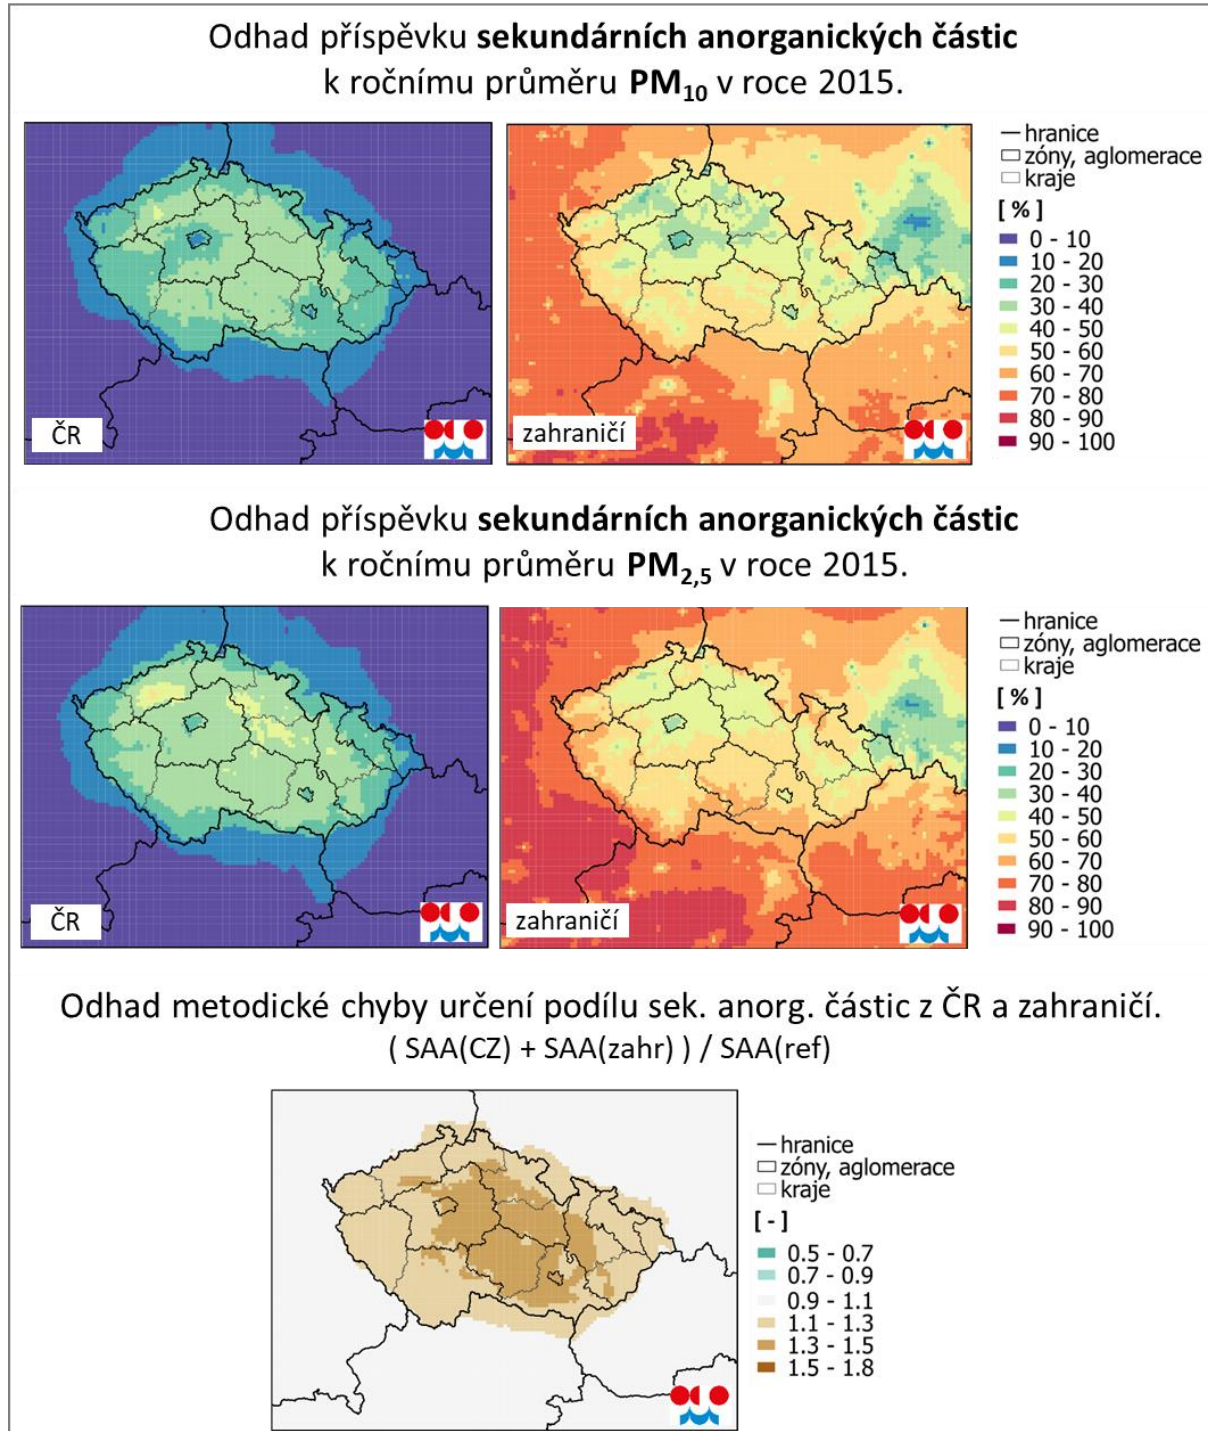 Odhad příspěvku sekundárních anorganických částic
k ročnímu průměru PM10 v roce 2015.
ČR
zahraničí
hranice
zóny, aglomerace
kraje
[ % ]
0 - 10
10 - 20
20 - 30
30 - 40
40 - 50
50 - 60
60 - 70
70 - 80
80 - 90
90 - 100
Odhad příspěvku sekundárních anorganických částic
k ročnímu průměru PM2,5 v roce 2015.
ČR
zahraničí
hranice
zóny, aglomerace
kraje
[ % ]
0 - 10
10 - 20
20 - 30
30 - 40
40 - 50
50 - 60
60 - 70
70 - 80
80 - 90
90 - 100
Odhad metodické chyby určení podílu sek. anorg. částic z ČR a zahraničí.
( SAA(CZ) + SAA(zahr) ) / SAA(ref)
hranice
zóny, aglomerace
kraje
[ - ]
0.5 - 0.7
0.7 - 0.9
0.9 - 1.1
1.1 - 1.3
1.3 - 1.5
1.5 - 1.8